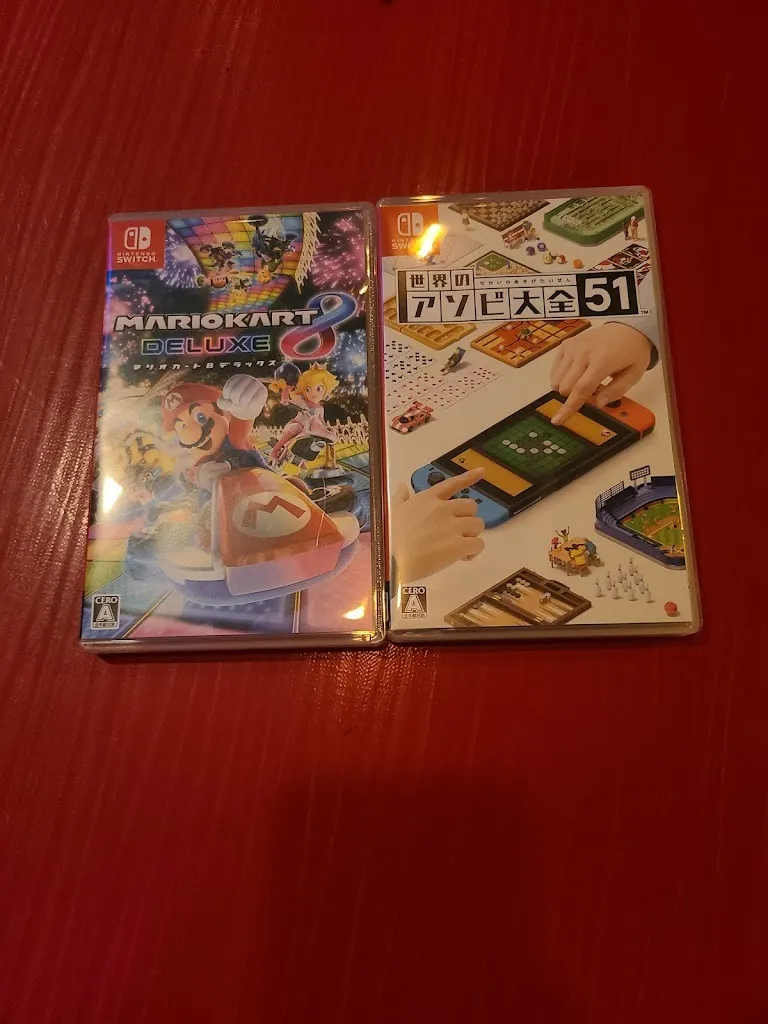 NINTENDO
SWITCH
MARIOKART 8
DELUXE
マリオカート8 デラックス
M
CERO
A
世界の
せかいのあそびたいぜん
アソビ大全51
TM
CERO
A